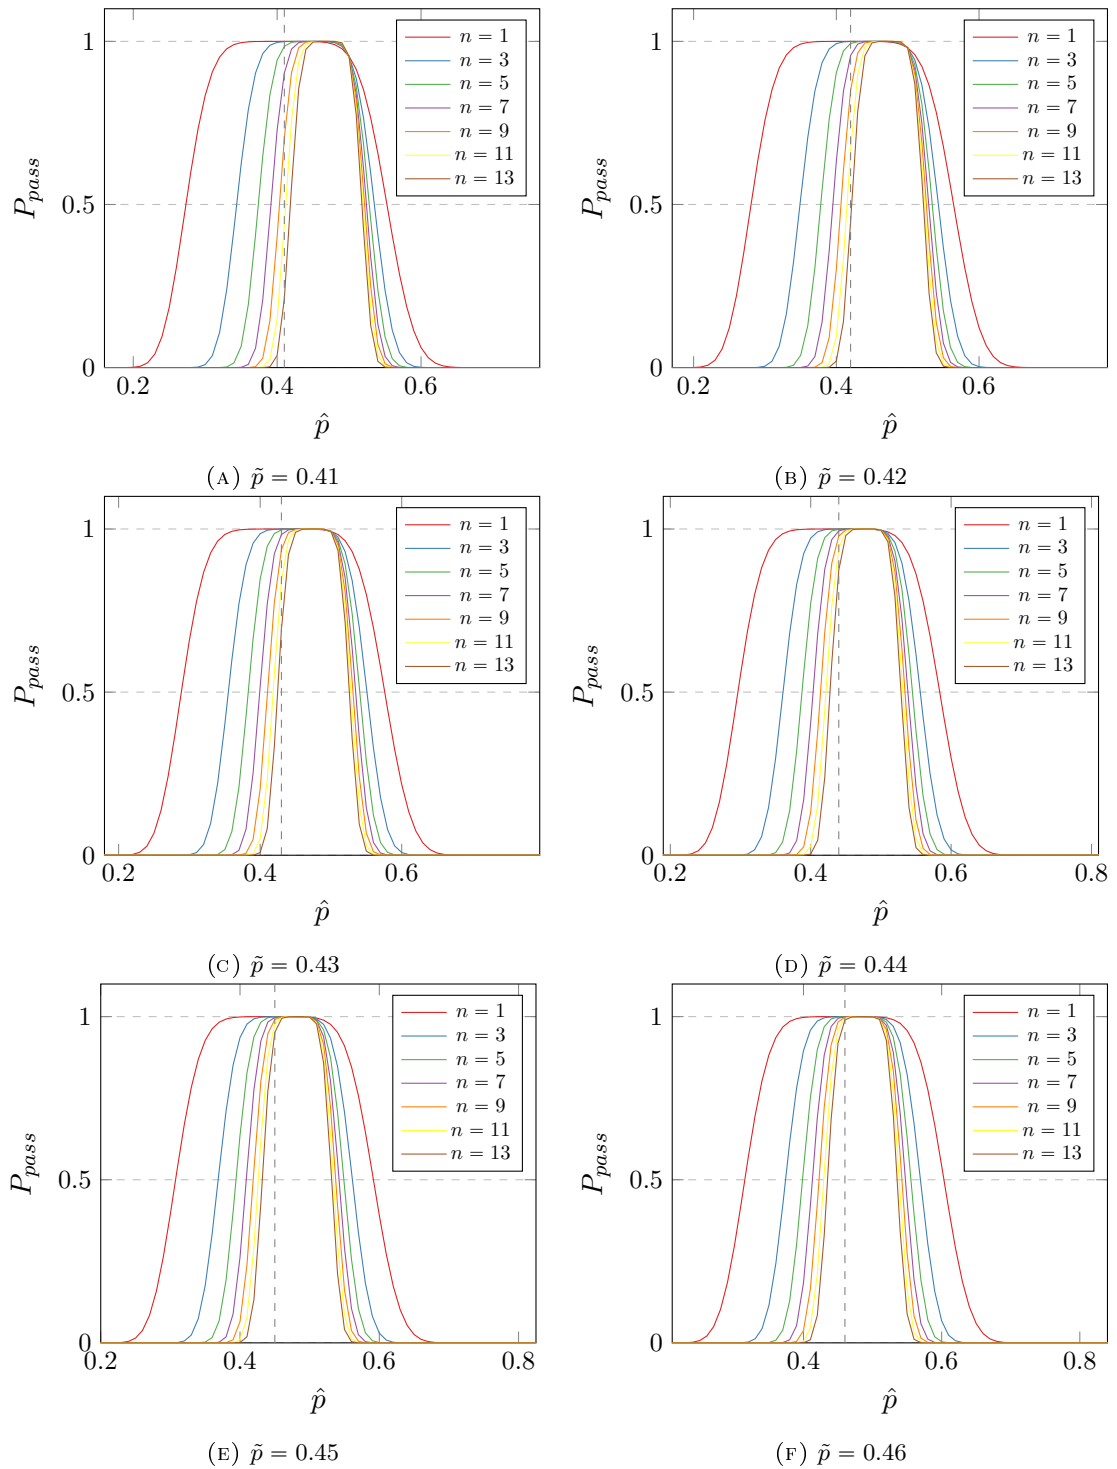 n = 1
n = 3
n = 5
n = 7
n = 9
n = 11
n = 13
1
0.5
0
0.2
0.4
0.6
P_pass
p̂
(A) p̃ = 0.41
n = 1
n = 3
n = 5
n = 7
n = 9
n = 11
n = 13
1
0.5
0
0.2
0.4
0.6
P_pass
p̂
(B) p̃ = 0.42
n = 1
n = 3
n = 5
n = 7
n = 9
n = 11
n = 13
1
0.5
0
0.2
0.4
0.6
P_pass
p̂
(C) p̃ = 0.43
n = 1
n = 3
n = 5
n = 7
n = 9
n = 11
n = 13
1
0.5
0
0.2
0.4
0.6
0.8
P_pass
p̂
(D) p̃ = 0.44
n = 1
n = 3
n = 5
n = 7
n = 9
n = 11
n = 13
1
0.5
0
0.2
0.4
0.6
0.8
P_pass
p̂
(E) p̃ = 0.45
n = 1
n = 3
n = 5
n = 7
n = 9
n = 11
n = 13
1
0.5
0
0.4
0.6
0.8
P_pass
p̂
(F) p̃ = 0.46